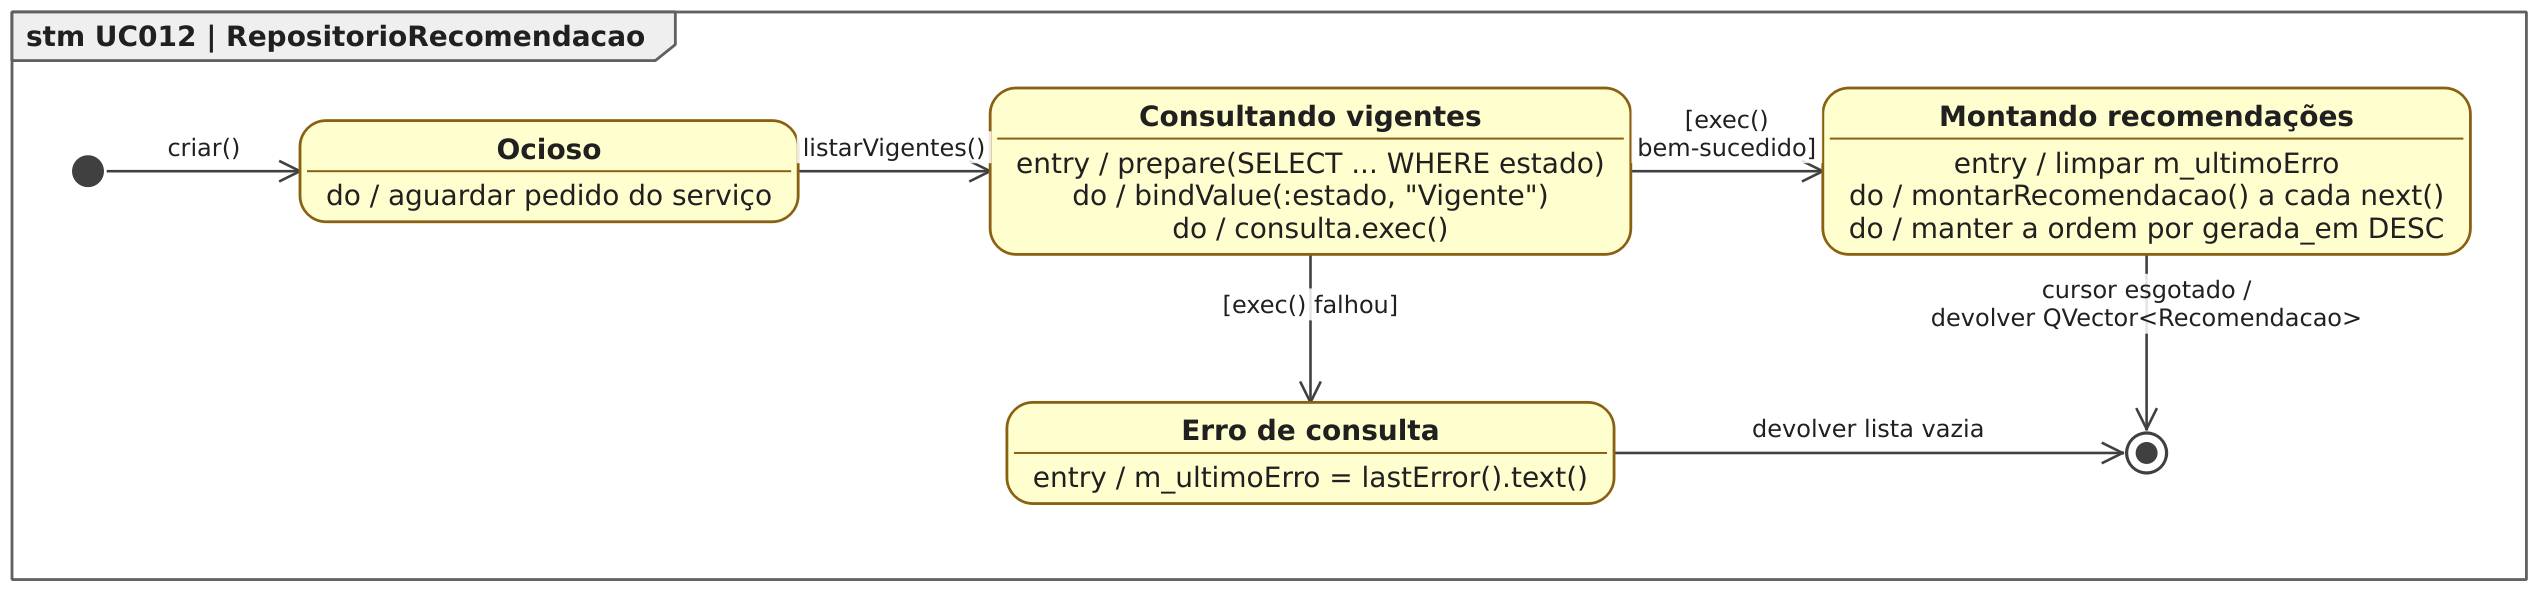 stm UC012 | RepositorioRecomendacao
criar()
Ocioso
do / aguardar pedido do serviço
listarVigentes()
Consultando vigentes
entry / prepare(SELECT ... WHERE estado)
do / bindValue(:estado, "Vigente")
do / consulta.exec()
[exec()
bem-sucedido]
Montando recomendações
entry / limpar m_ultimoErro
do / montarRecomendacao() a cada next()
do / manter a ordem por gerada_em DESC
[exec() falhou]
cursor esgotado /
devolver QVector<Recomendacao>
Erro de consulta
entry / m_ultimoErro = lastError().text()
devolver lista vazia